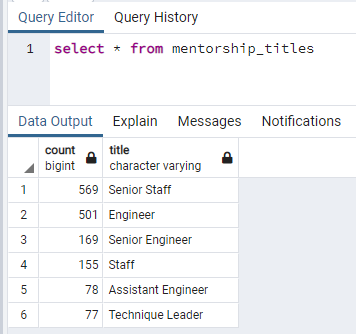 Query Editor Query History
1 select * from mentorship_titles
Data Output Explain Messages Notifications
count title
bigint character varying
1 569 Senior Staff
2 501 Engineer
3 169 Senior Engineer
4 155 Staff
5 78 Assistant Engineer
6 77 Technique Leader